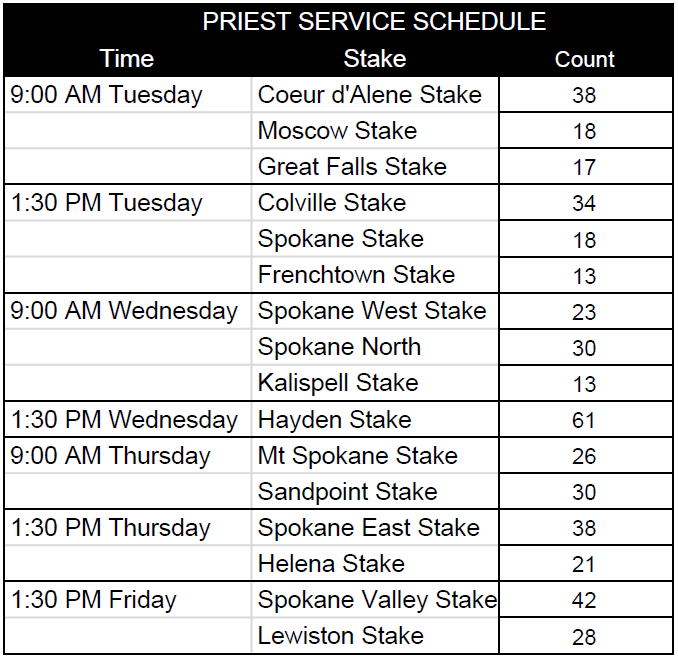 PRIEST SERVICE SCHEDULE
Time Stake Count
9:00 AM Tuesday Coeur d'Alene Stake 38
Moscow Stake 18
Great Falls Stake 17
1:30 PM Tuesday Colville Stake 34
Spokane Stake 18
Frenchtown Stake 13
9:00 AM Wednesday Spokane West Stake 23
Spokane North 30
Kalispell Stake 13
1:30 PM Wednesday Hayden Stake 61
9:00 AM Thursday Mt Spokane Stake 26
Sandpoint Stake 30
1:30 PM Thursday Spokane East Stake 38
Helena Stake 21
1:30 PM Friday Spokane Valley Stake 42
Lewiston Stake 28